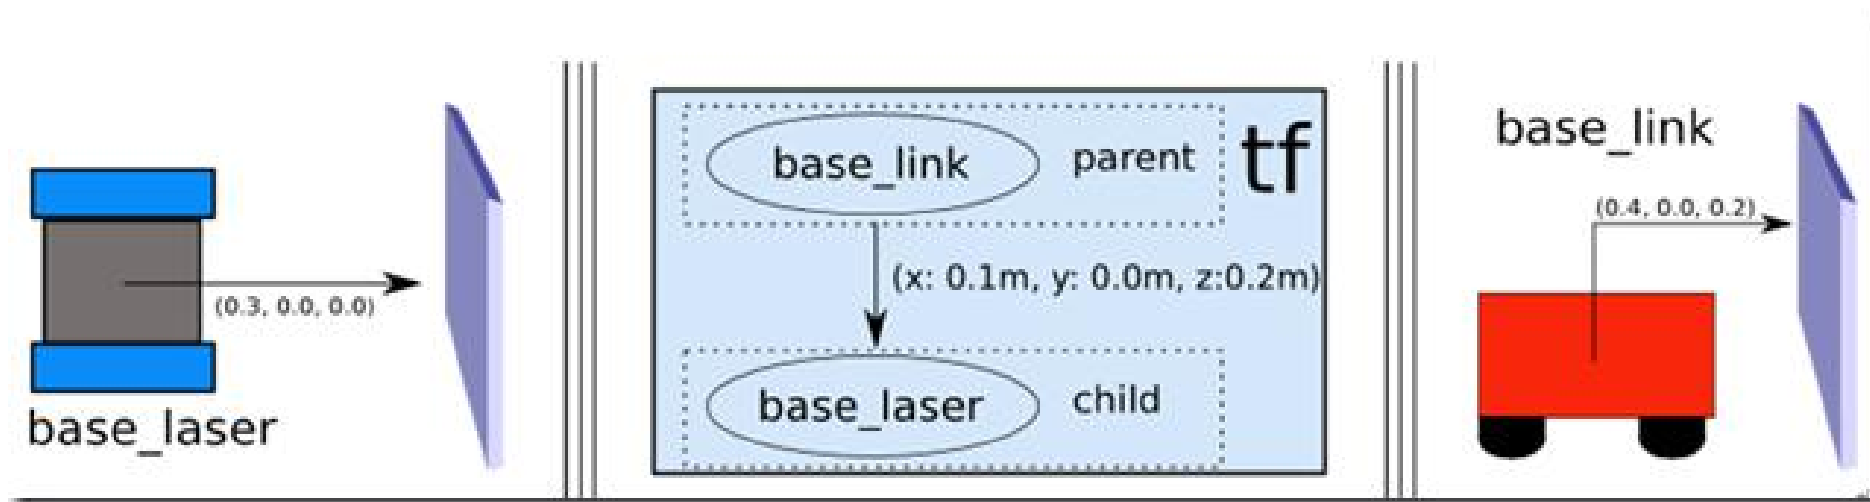 base_laser
(0.3, 0.0, 0.0)
tf
base_link
parent
(x: 0.1m, y: 0.0m, z:0.2m)
base_laser
child
base_link
(0.4, 0.0, 0.2)